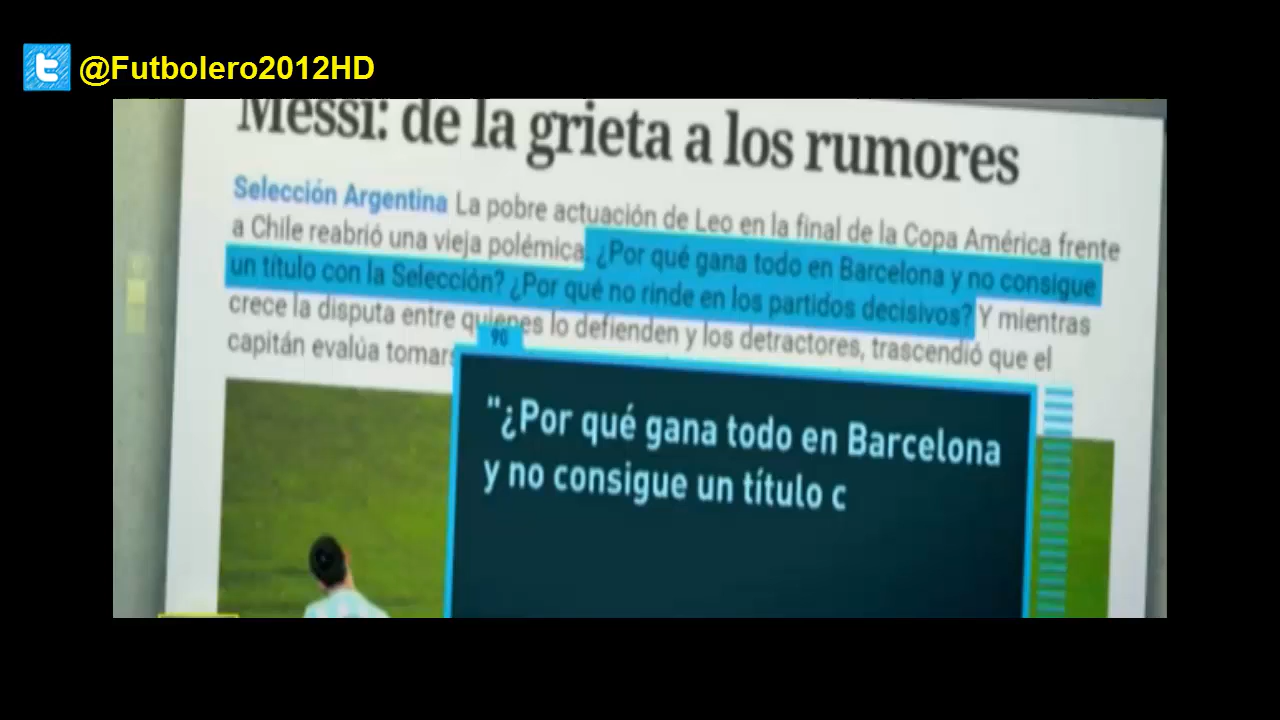 @Futbolero2012HD
Messi: de la grieta a los rumores
Selección Argentina La pobre actuación de Leo en la final de la Copa América frente
a Chile reabrió una vieja polémica. ¿Por qué gana todo en Barcelona y no consigue
un título con la Selección? ¿Por qué no rinde en los partidos decisivos? Y mientras
crece la disputa entre quienes lo defienden y los detractores, trascendió que el
capitán evalúa tomars
90
"¿Por qué gana todo en Barcelona
y no consigue un título c